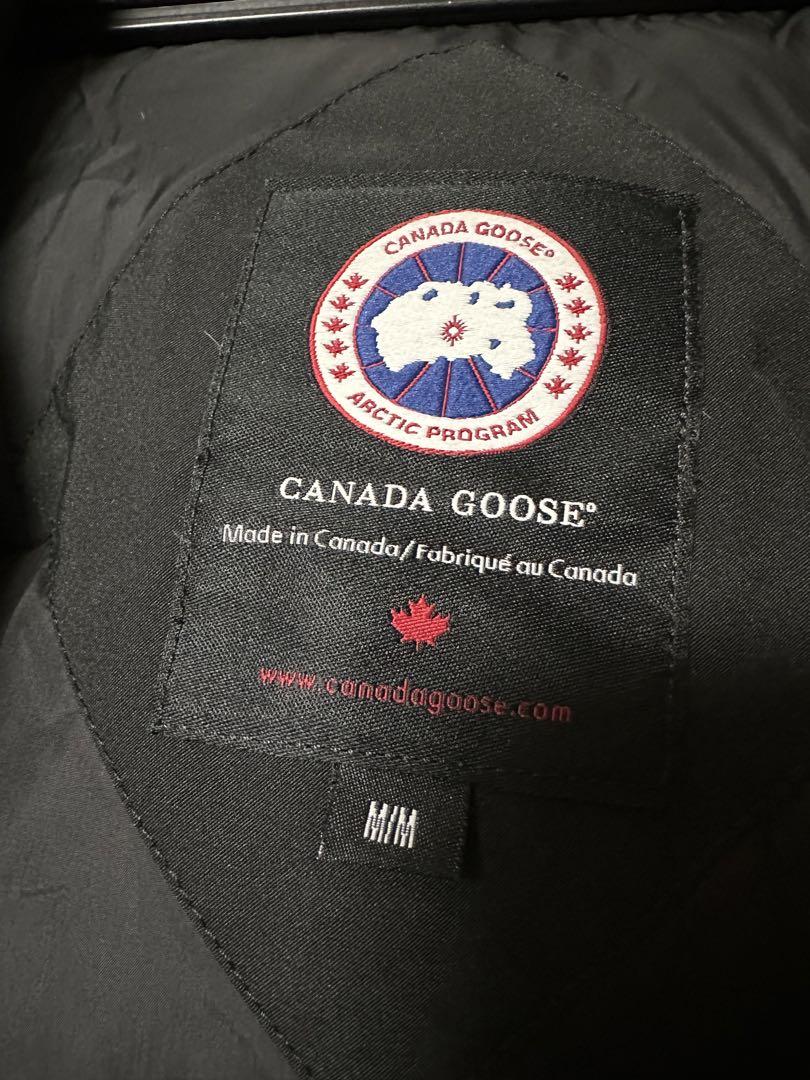 CANADA GOOSE®
ARCTIC PROGRAM
CANADA GOOSE®
Made in Canada/Fabriqué au Canada
www.canadagoose.com
M/M